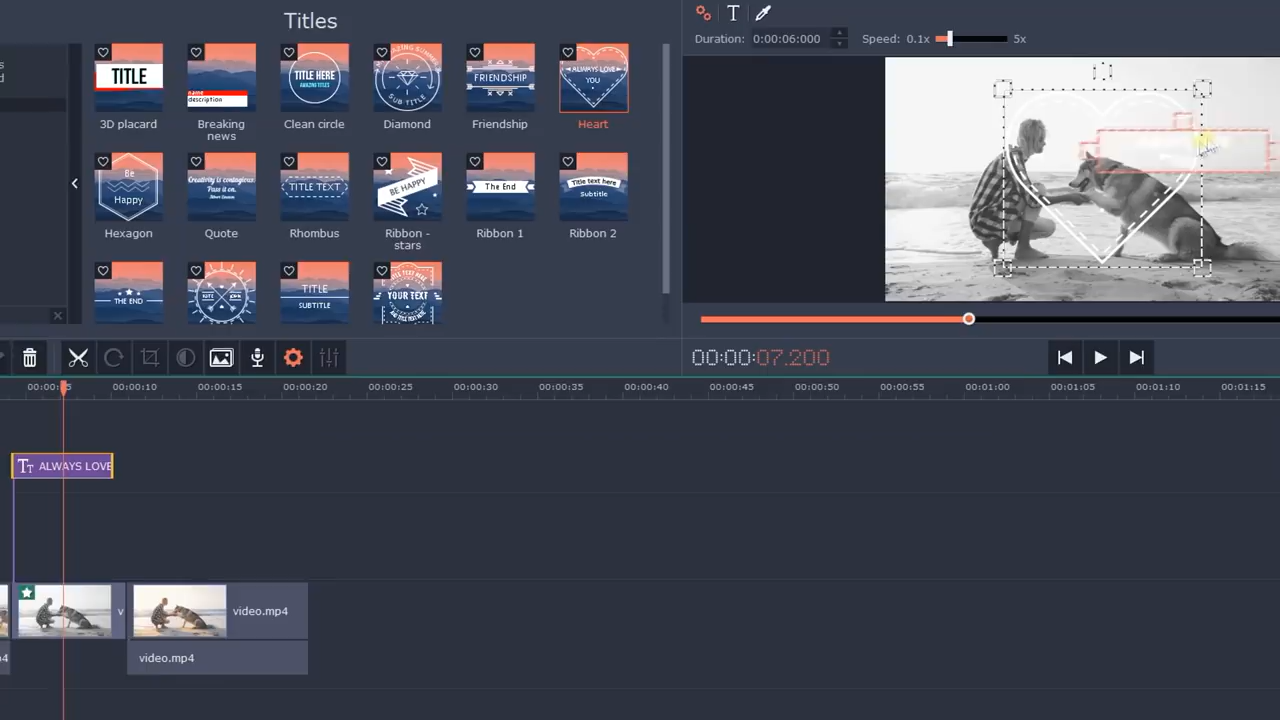 Titles
Duration: 0:00:06:000 Speed: 0.1x 5x
TITLE
name
description
TITLE HERE
AMAZING TITLES
AMAZING SUMMER
SUB TITLE
FRIENDSHIP
ALWAYS LOVE
YOU
3D placard
Breaking
news
Clean circle
Diamond
Friendship
Heart
Be
Happy
Creativity is contagious
Pass it on.
TITLE TEXT
BE HAPPY
The End
Title text here
Subtitle
Hexagon
Quote
Rhombus
Ribbon -
stars
Ribbon 1
Ribbon 2
THE END
TITLE
SUBTITLE
YOUR TEXT
00:00:07.200
00:00:10 00:00:15 00:00:20 00:00:25 00:00:30 00:00:35 00:00:40 00:00:45 00:00:50 00:00:55 00:01:00 00:01:05 00:01:10 00:01:15
ALWAYS LOVE
v
video.mp4
video.mp4